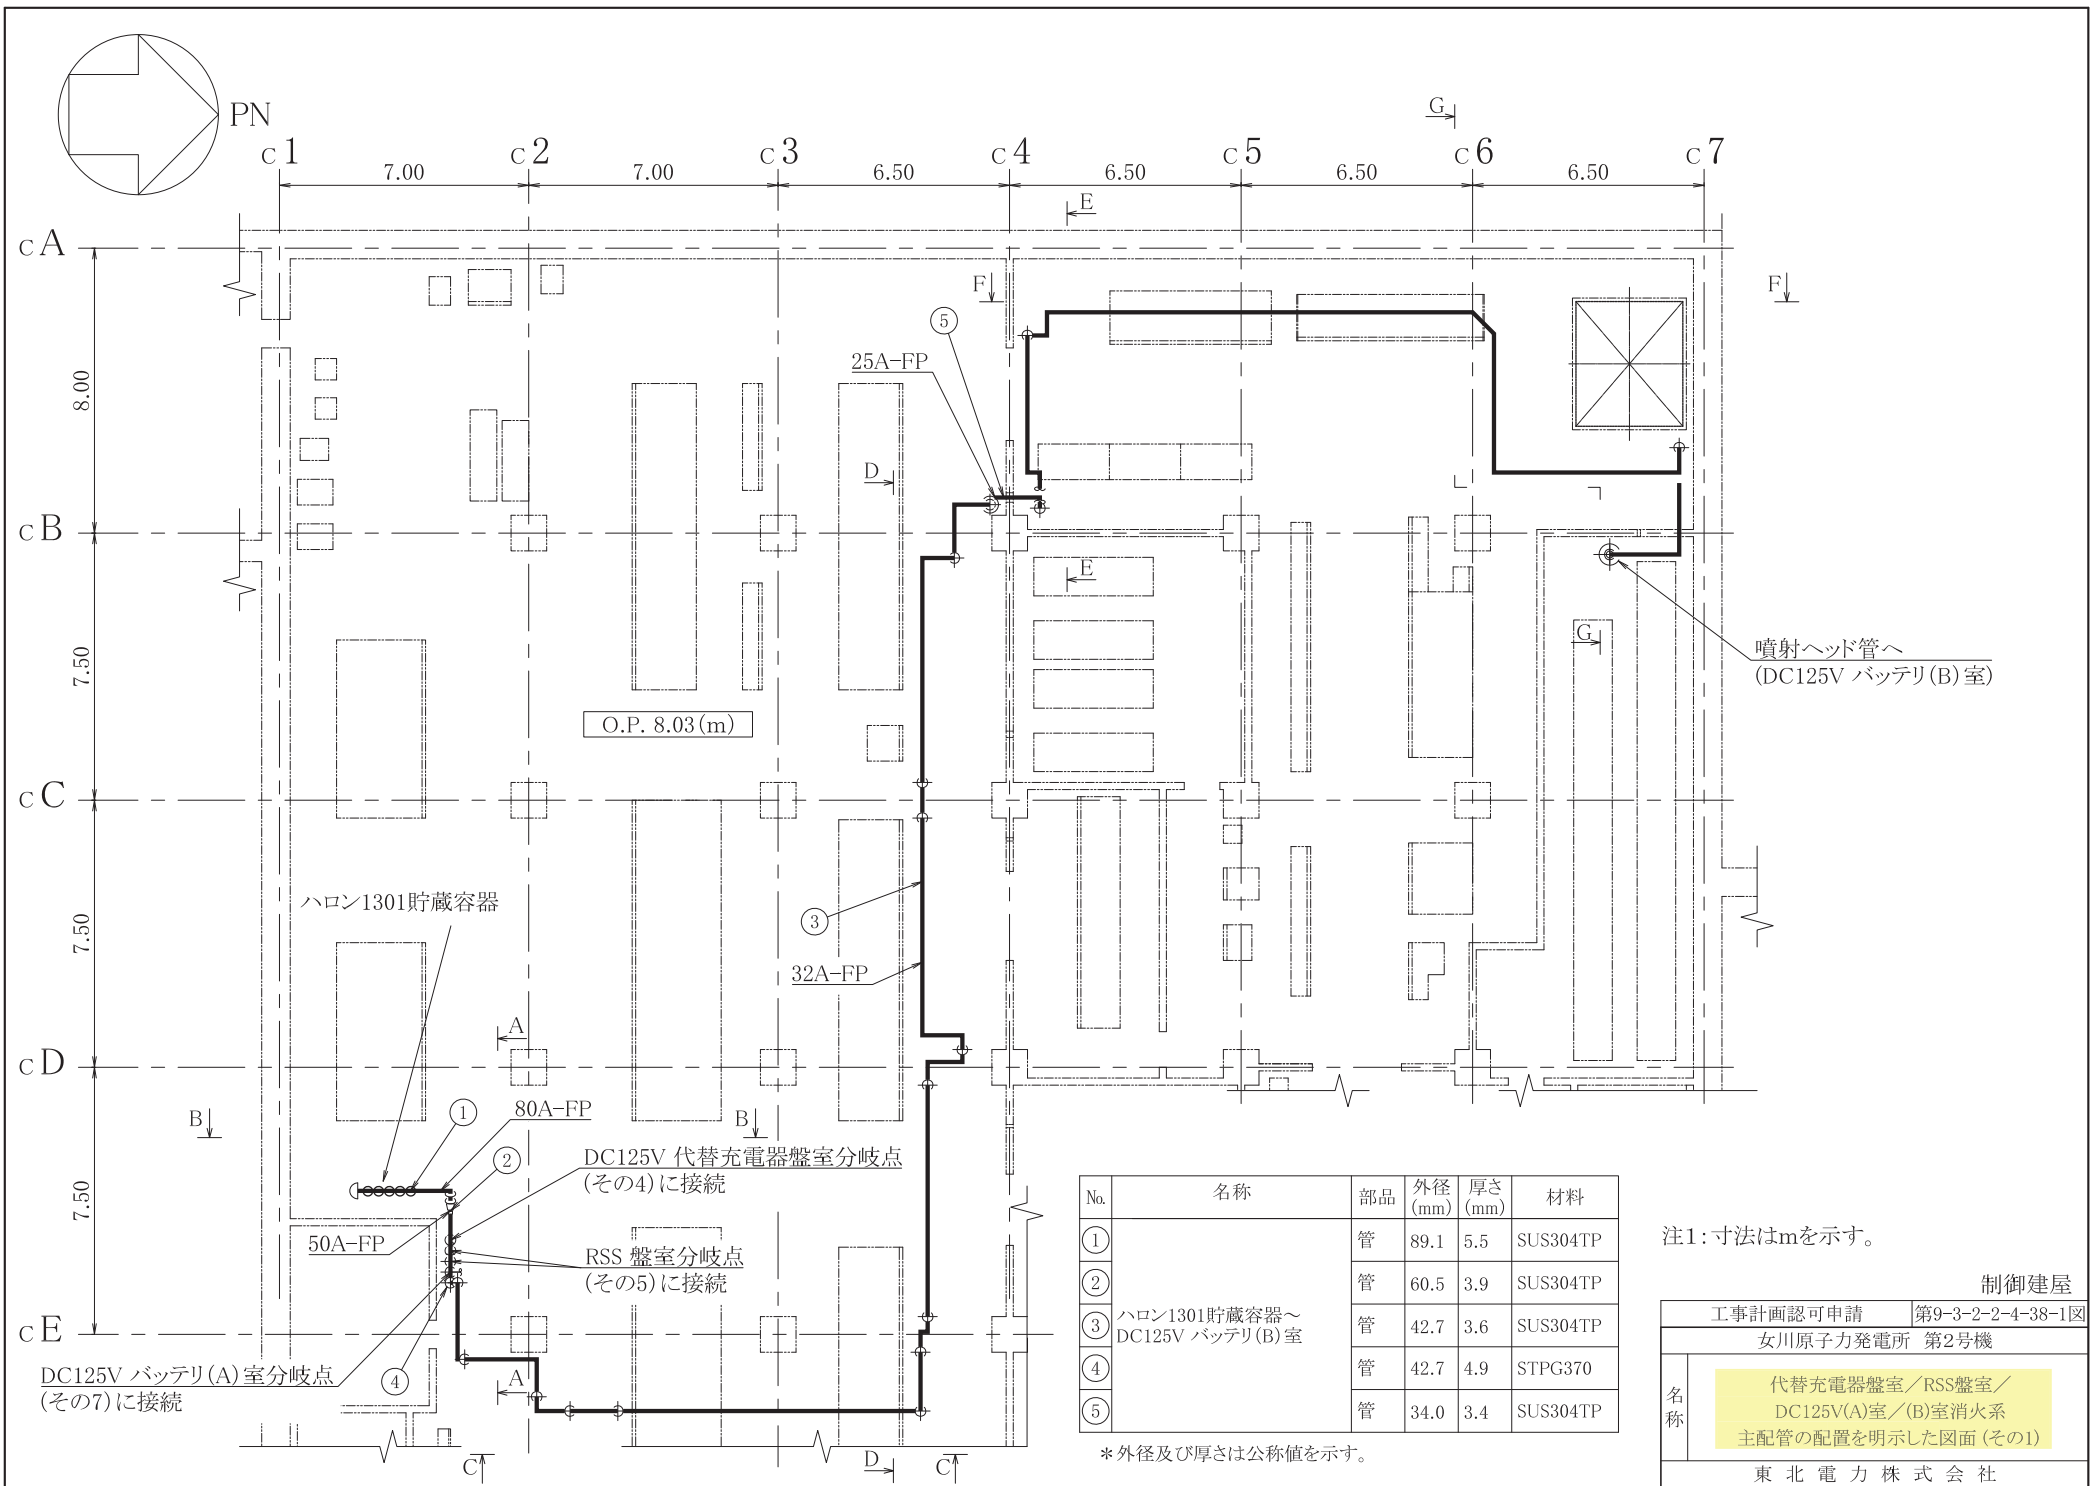 PN
G
C1
C2
C3
C4
C5
C6
C7
7.00
7.00
6.50
6.50
6.50
6.50
E
CA
F
F
⑤
25A-FP
8.00
D
CB
E
G
噴射ヘッド管へ
(DC125V バッテリ(B)室)
7.50
O.P. 8.03(m)
CC
ハロン1301貯蔵容器
③
7.50
32A-FP
A
CD
B
①
80A-FP
B
②
DC125V 代替充電器盤室分岐点
(その4)に接続
7.50
50A-FP
RSS 盤室分岐点
(その5)に接続
CE
DC125V バッテリ(A)室分岐点
(その7)に接続
④
A
C
D
C
No. 名称 部品 外径(mm) 厚さ(mm) 材料
① 管 89.1 5.5 SUS304TP
② 管 60.5 3.9 SUS304TP
ハロン1301貯蔵容器～
DC125V バッテリ(B)室
③ 管 42.7 3.6 SUS304TP
④ 管 42.7 4.9 STPG370
⑤ 管 34.0 3.4 SUS304TP
＊外径及び厚さは公称値を示す。
注1：寸法はmを示す。
制御建屋
工事計画認可申請 第9-3-2-2-4-38-1図
女川原子力発電所 第2号機
名称
代替充電器盤室／RSS盤室／
DC125V(A)室／(B)室消火系
主配管の配置を明示した図面(その1)
東北電力株式会社